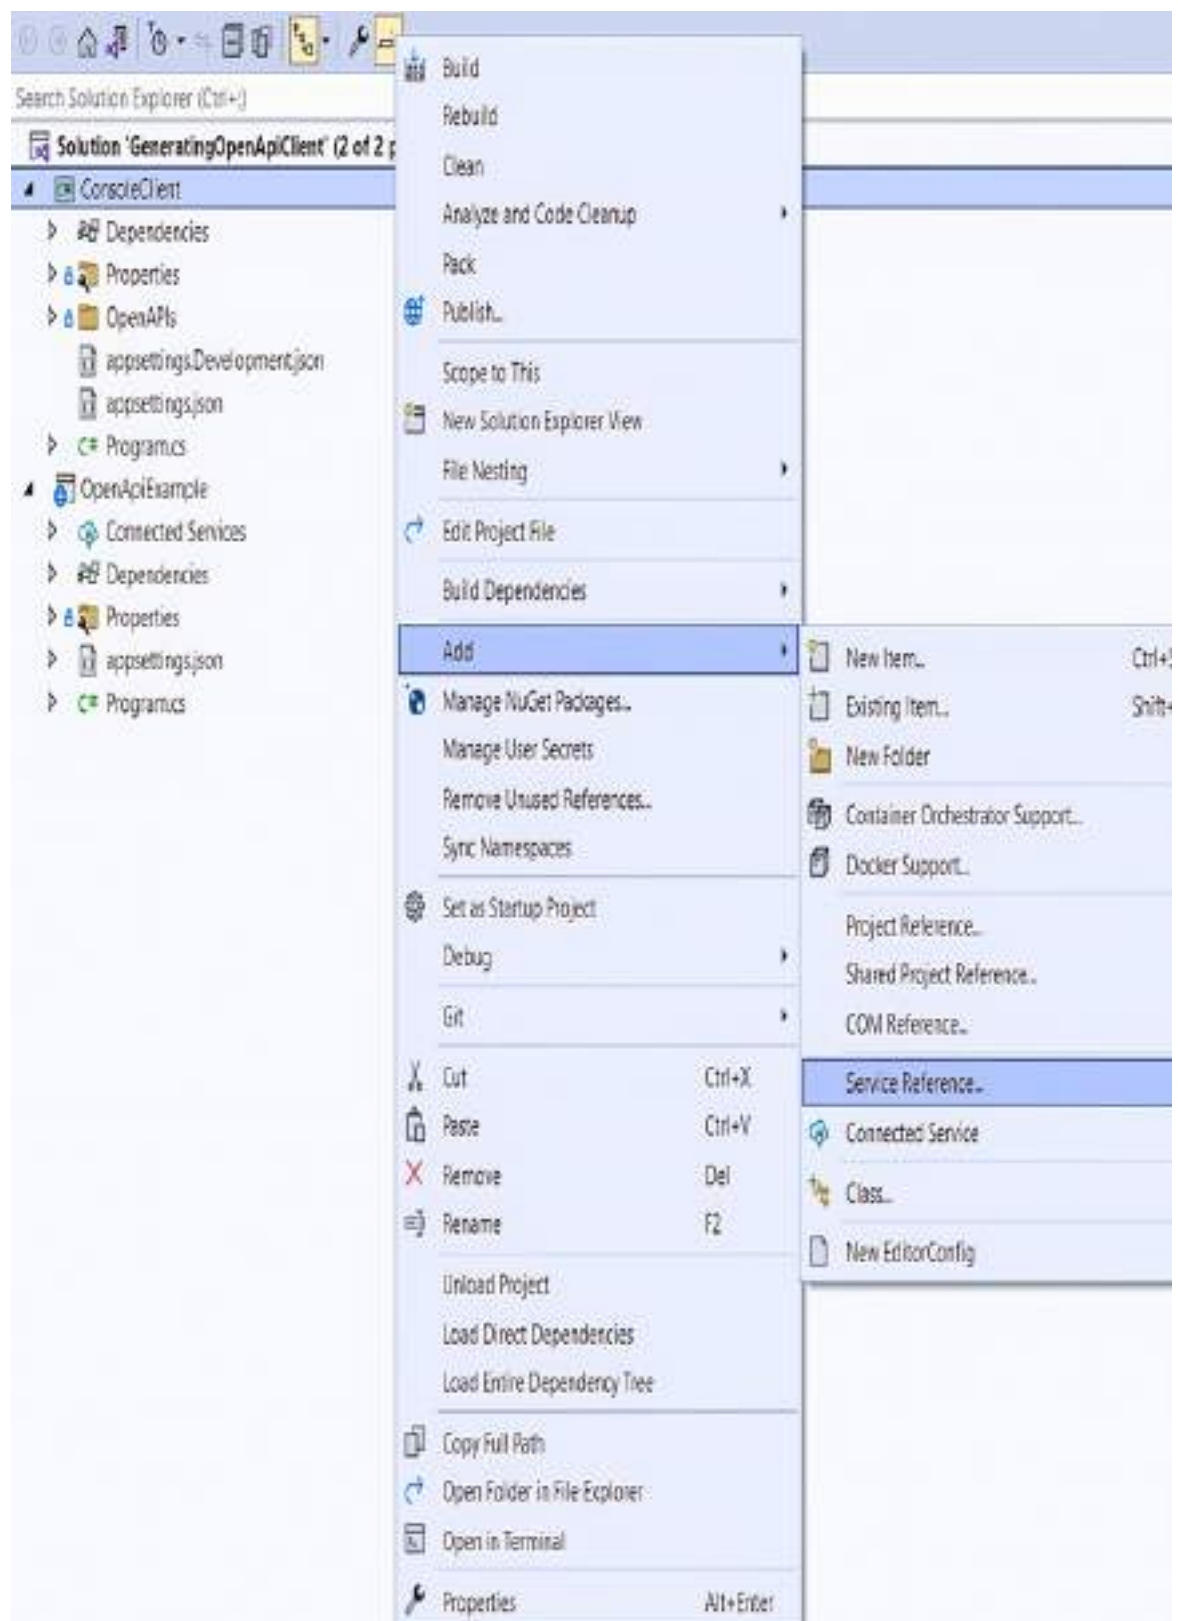 Search Solution Explorer (Ctrl+;)
Solution 'GeneratingOpenApiClient' (2 of 2 p
ConsoleClient
Dependencies
Properties
OpenAPIs
appsettings.Development.json
appsettings.json
C# Program.cs
OpenApiExample
Connected Services
Dependencies
Properties
appsettings.json
C# Program.cs
Build
Rebuild
Clean
Analyze and Code Cleanup
Pack
Publish...
Scope to This
New Solution Explorer View
File Nesting
Edit Project File
Build Dependencies
Add
Manage NuGet Packages...
Manage User Secrets
Remove Unused References...
Sync Namespaces
Set as Startup Project
Debug
Git
Cut Ctrl+X
Paste Ctrl+V
Remove Del
Rename F2
Unload Project
Load Direct Dependencies
Load Entire Dependency Tree
Copy Full Path
Open Folder in File Explorer
Open in Terminal
Properties Alt+Enter
New Item... Ctrl+S
Existing Item... Shift+
New Folder
Container Orchestrator Support...
Docker Support...
Project Reference...
Shared Project Reference...
COM Reference...
Service Reference...
Connected Service
Class...
New EditorConfig